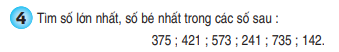 4 Tìm số lớn nhất, số bé nhất trong các số sau :
375 ; 421 ; 573 ; 241 ; 735 ; 142.